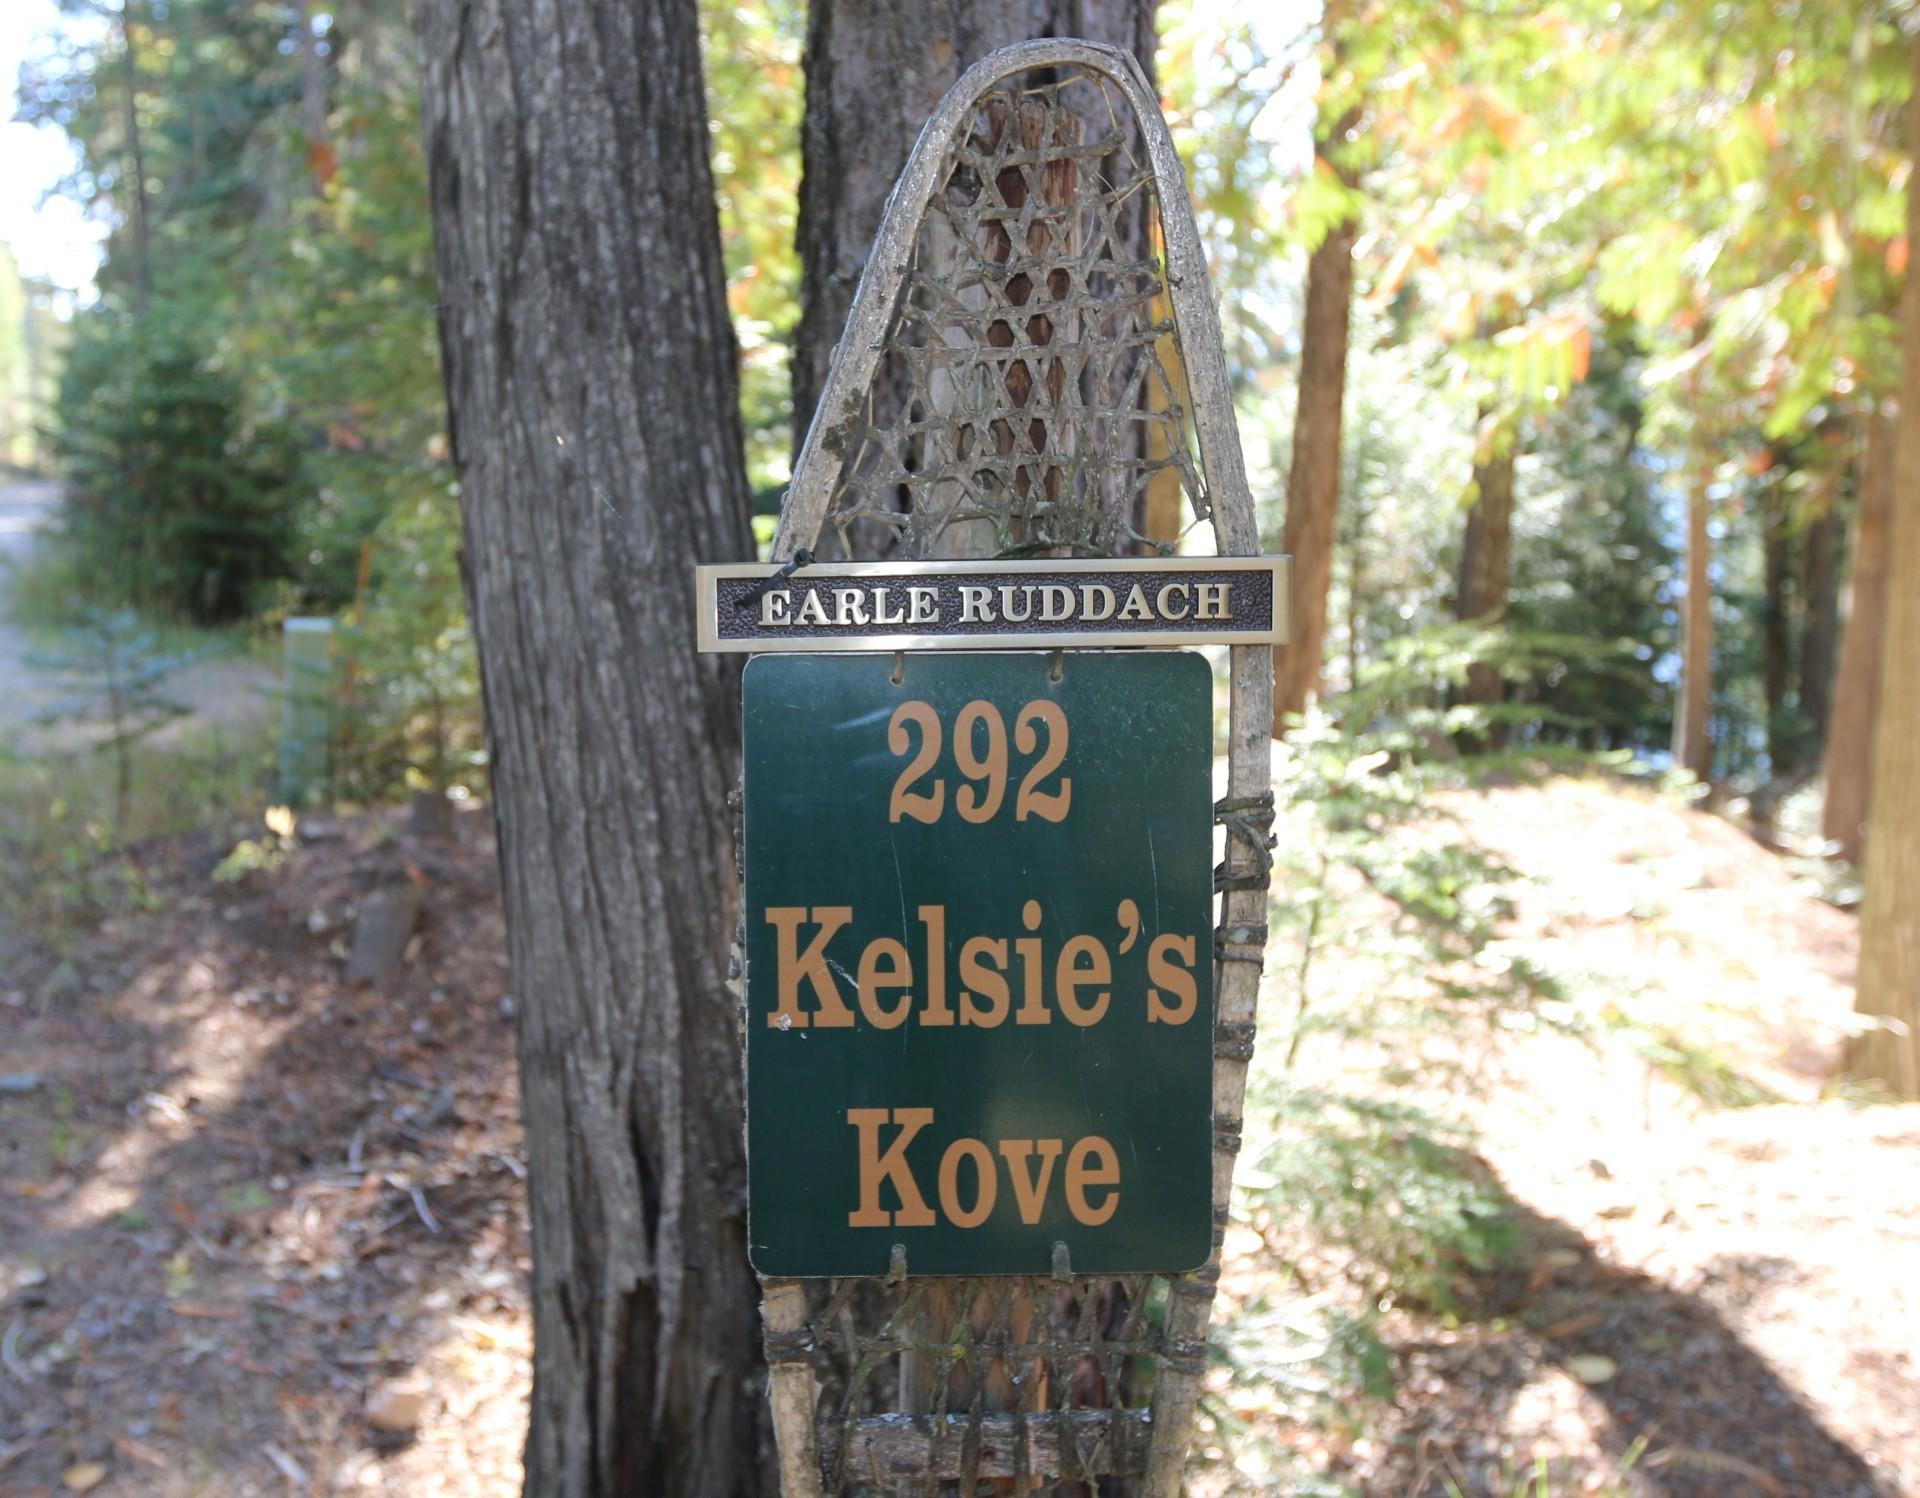 EARLE RUDDACH
292
Kelsie's
Kove